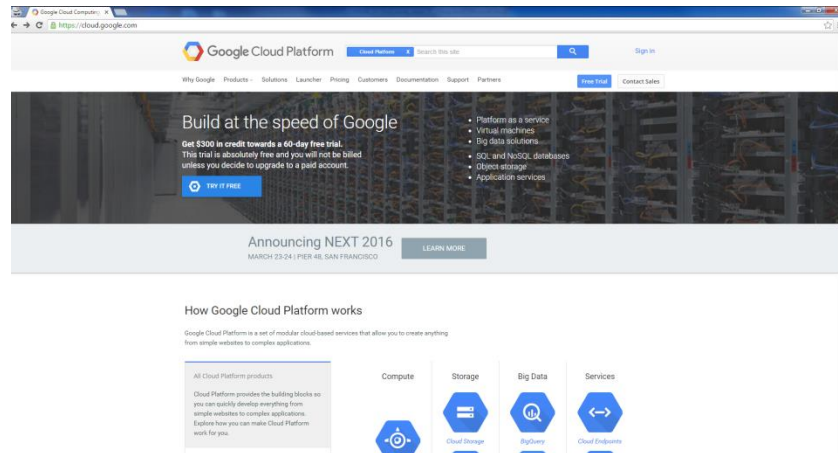 Google Cloud Computing
https://cloud.google.com
Google Cloud Platform
Cloud Platform
Search this site
Sign in
Why Google Products Solutions Launcher Pricing Customers Documentation Support Partners
Free Trial
Contact Sales
Build at the speed of Google
Get $300 in credit towards a 60-day free trial.
This trial is absolutely free and you will not be billed
unless you decide to upgrade to a paid account.
TRY IT FREE
• Platform as a service
• Virtual machines
• Big data solutions
• SQL and NoSQL databases
• Object storage
• Application services
Announcing NEXT 2016
MARCH 23-24 | PIER 48, SAN FRANCISCO
LEARN MORE
How Google Cloud Platform works
Google Cloud Platform is a set of modular cloud-based services that allow you to create anything
from simple websites to complex applications.
All Cloud Platform products
Cloud Platform provides the building blocks so
you can quickly develop everything from
simple websites to complex applications.
Explore how you can make Cloud Platform
work for you.
Compute
Storage
Big Data
Services
Cloud Storage
BigQuery
Cloud Endpoints